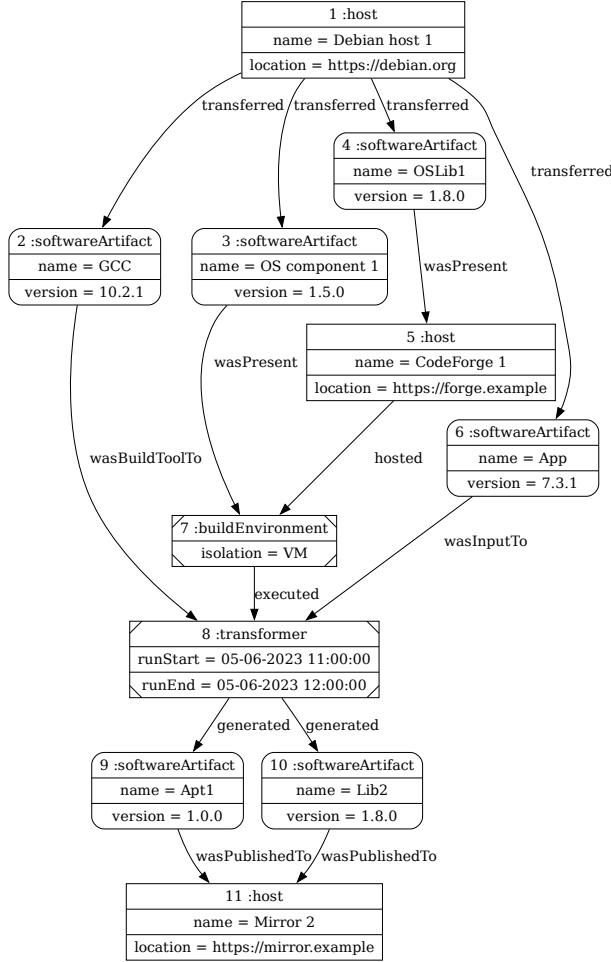 1 :host
name = Debian host 1
location = https://debian.org
transferred
transferred
transferred
transferred
4 :softwareArtifact
name = OSLib1
version = 1.8.0
2 :softwareArtifact
name = GCC
version = 10.2.1
3 :softwareArtifact
name = OS component 1
version = 1.5.0
wasPresent
wasPresent
5 :host
name = CodeForge 1
location = https://forge.example
6 :softwareArtifact
name = App
version = 7.3.1
wasBuildToolTo
hosted
7 :buildEnvironment
isolation = VM
wasInputTo
executed
8 :transformer
runStart = 05-06-2023 11:00:00
runEnd = 05-06-2023 12:00:00
generated
generated
9 :softwareArtifact
name = Apt1
version = 1.0.0
10 :softwareArtifact
name = Lib2
version = 1.8.0
wasPublishedTo
wasPublishedTo
11 :host
name = Mirror 2
location = https://mirror.example